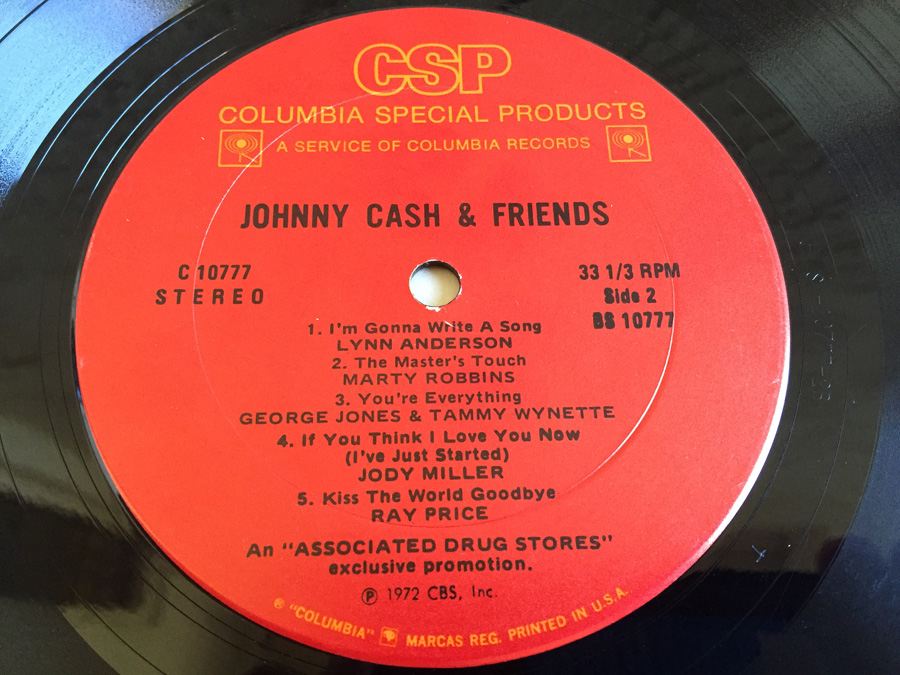 CSP
COLUMBIA SPECIAL PRODUCTS
A SERVICE OF COLUMBIA RECORDS
JOHNNY CASH & FRIENDS
C 10777
STEREO
33 1/3 RPM
Side 2
BS 10777
1. I'm Gonna Write A Song
LYNN ANDERSON
2. The Master's Touch
MARTY ROBBINS
3. You're Everything
GEORGE JONES & TAMMY WYNETTE
4. If You Think I Love You Now
(I've Just Started)
JODY MILLER
5. Kiss The World Goodbye
RAY PRICE
An "ASSOCIATED DRUG STORES"
exclusive promotion.
Ⓟ 1972 CBS, Inc.
® "COLUMBIA" MARCAS REG. PRINTED IN U.S.A.